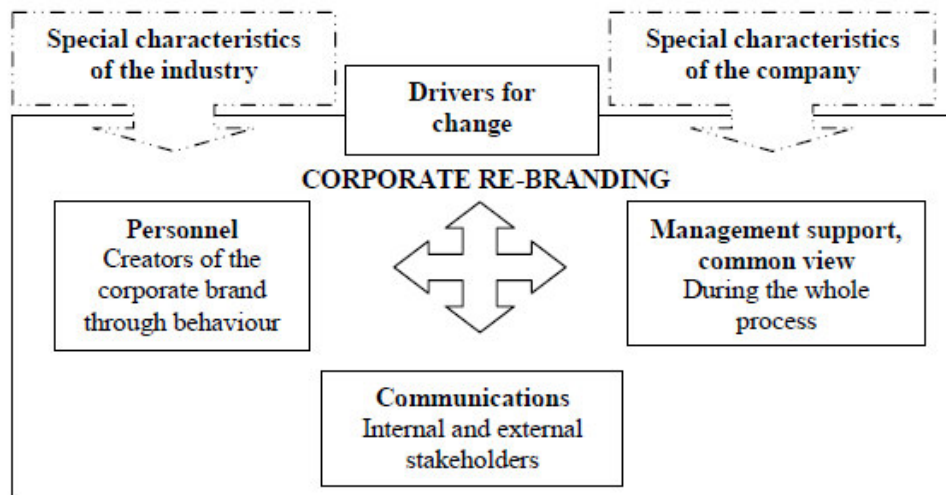 Special characteristics
of the industry
Special characteristics
of the company
Drivers for
change
CORPORATE RE-BRANDING
Personnel
Creators of the
corporate brand
through behaviour
Management support,
common view
During the whole
process
Communications
Internal and external
stakeholders